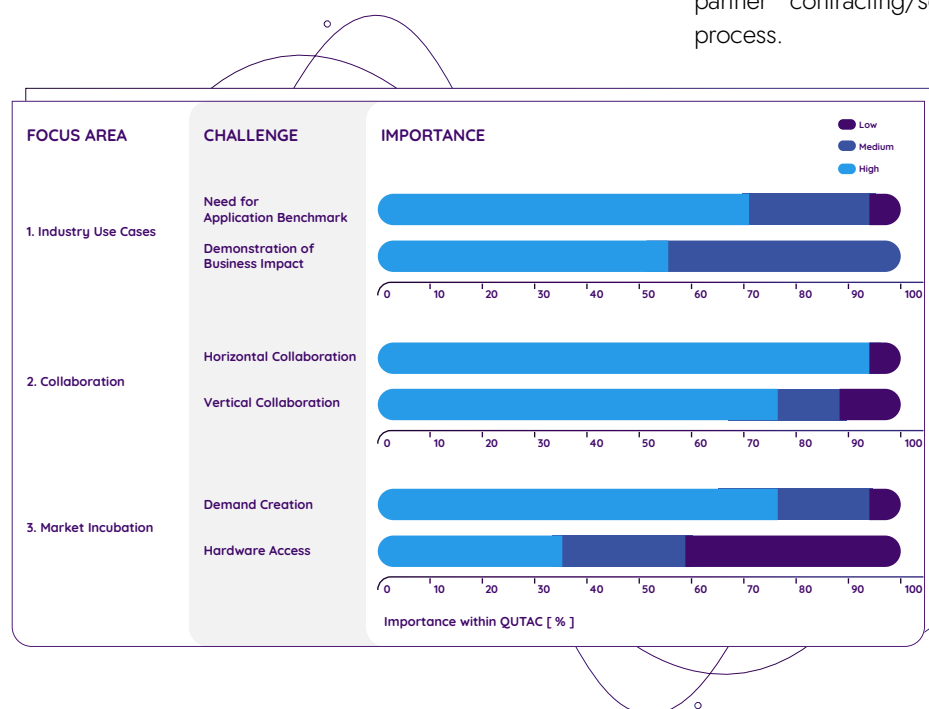 partner contracting/s
process.
FOCUS AREA
CHALLENGE
IMPORTANCE
Low
Medium
High
1. Industry Use Cases
Need for
Application Benchmark
Demonstration of
Business Impact
0 10 20 30 40 50 60 70 80 90 100
2. Collaboration
Horizontal Collaboration
Vertical Collaboration
0 10 20 30 40 50 60 70 80 90 100
3. Market Incubation
Demand Creation
Hardware Access
0 10 20 30 40 50 60 70 80 90 100
Importance within QUTAC [ % ]